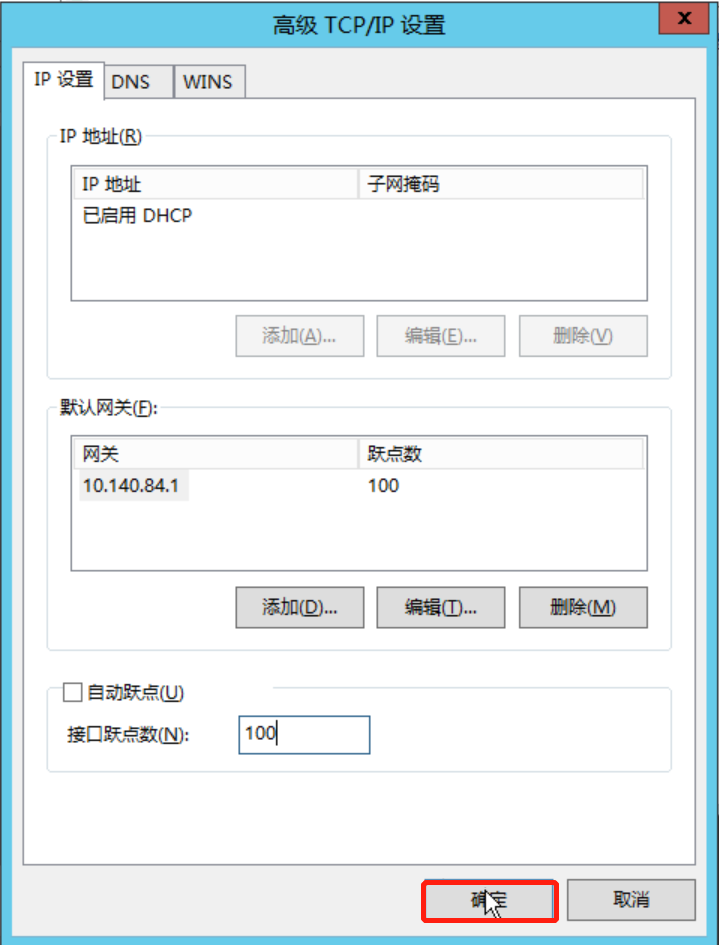 高级 TCP/IP 设置
X
IP 设置 DNS WINS
IP 地址(R)
IP 地址 子网掩码
已启用 DHCP
添加(A)... 编辑(E)... 删除(V)
默认网关(F):
网关 跃点数
10.140.84.1 100
添加(D)... 编辑(T)... 删除(M)
自动跃点(U)
接口跃点数(N): 100
确定 取消